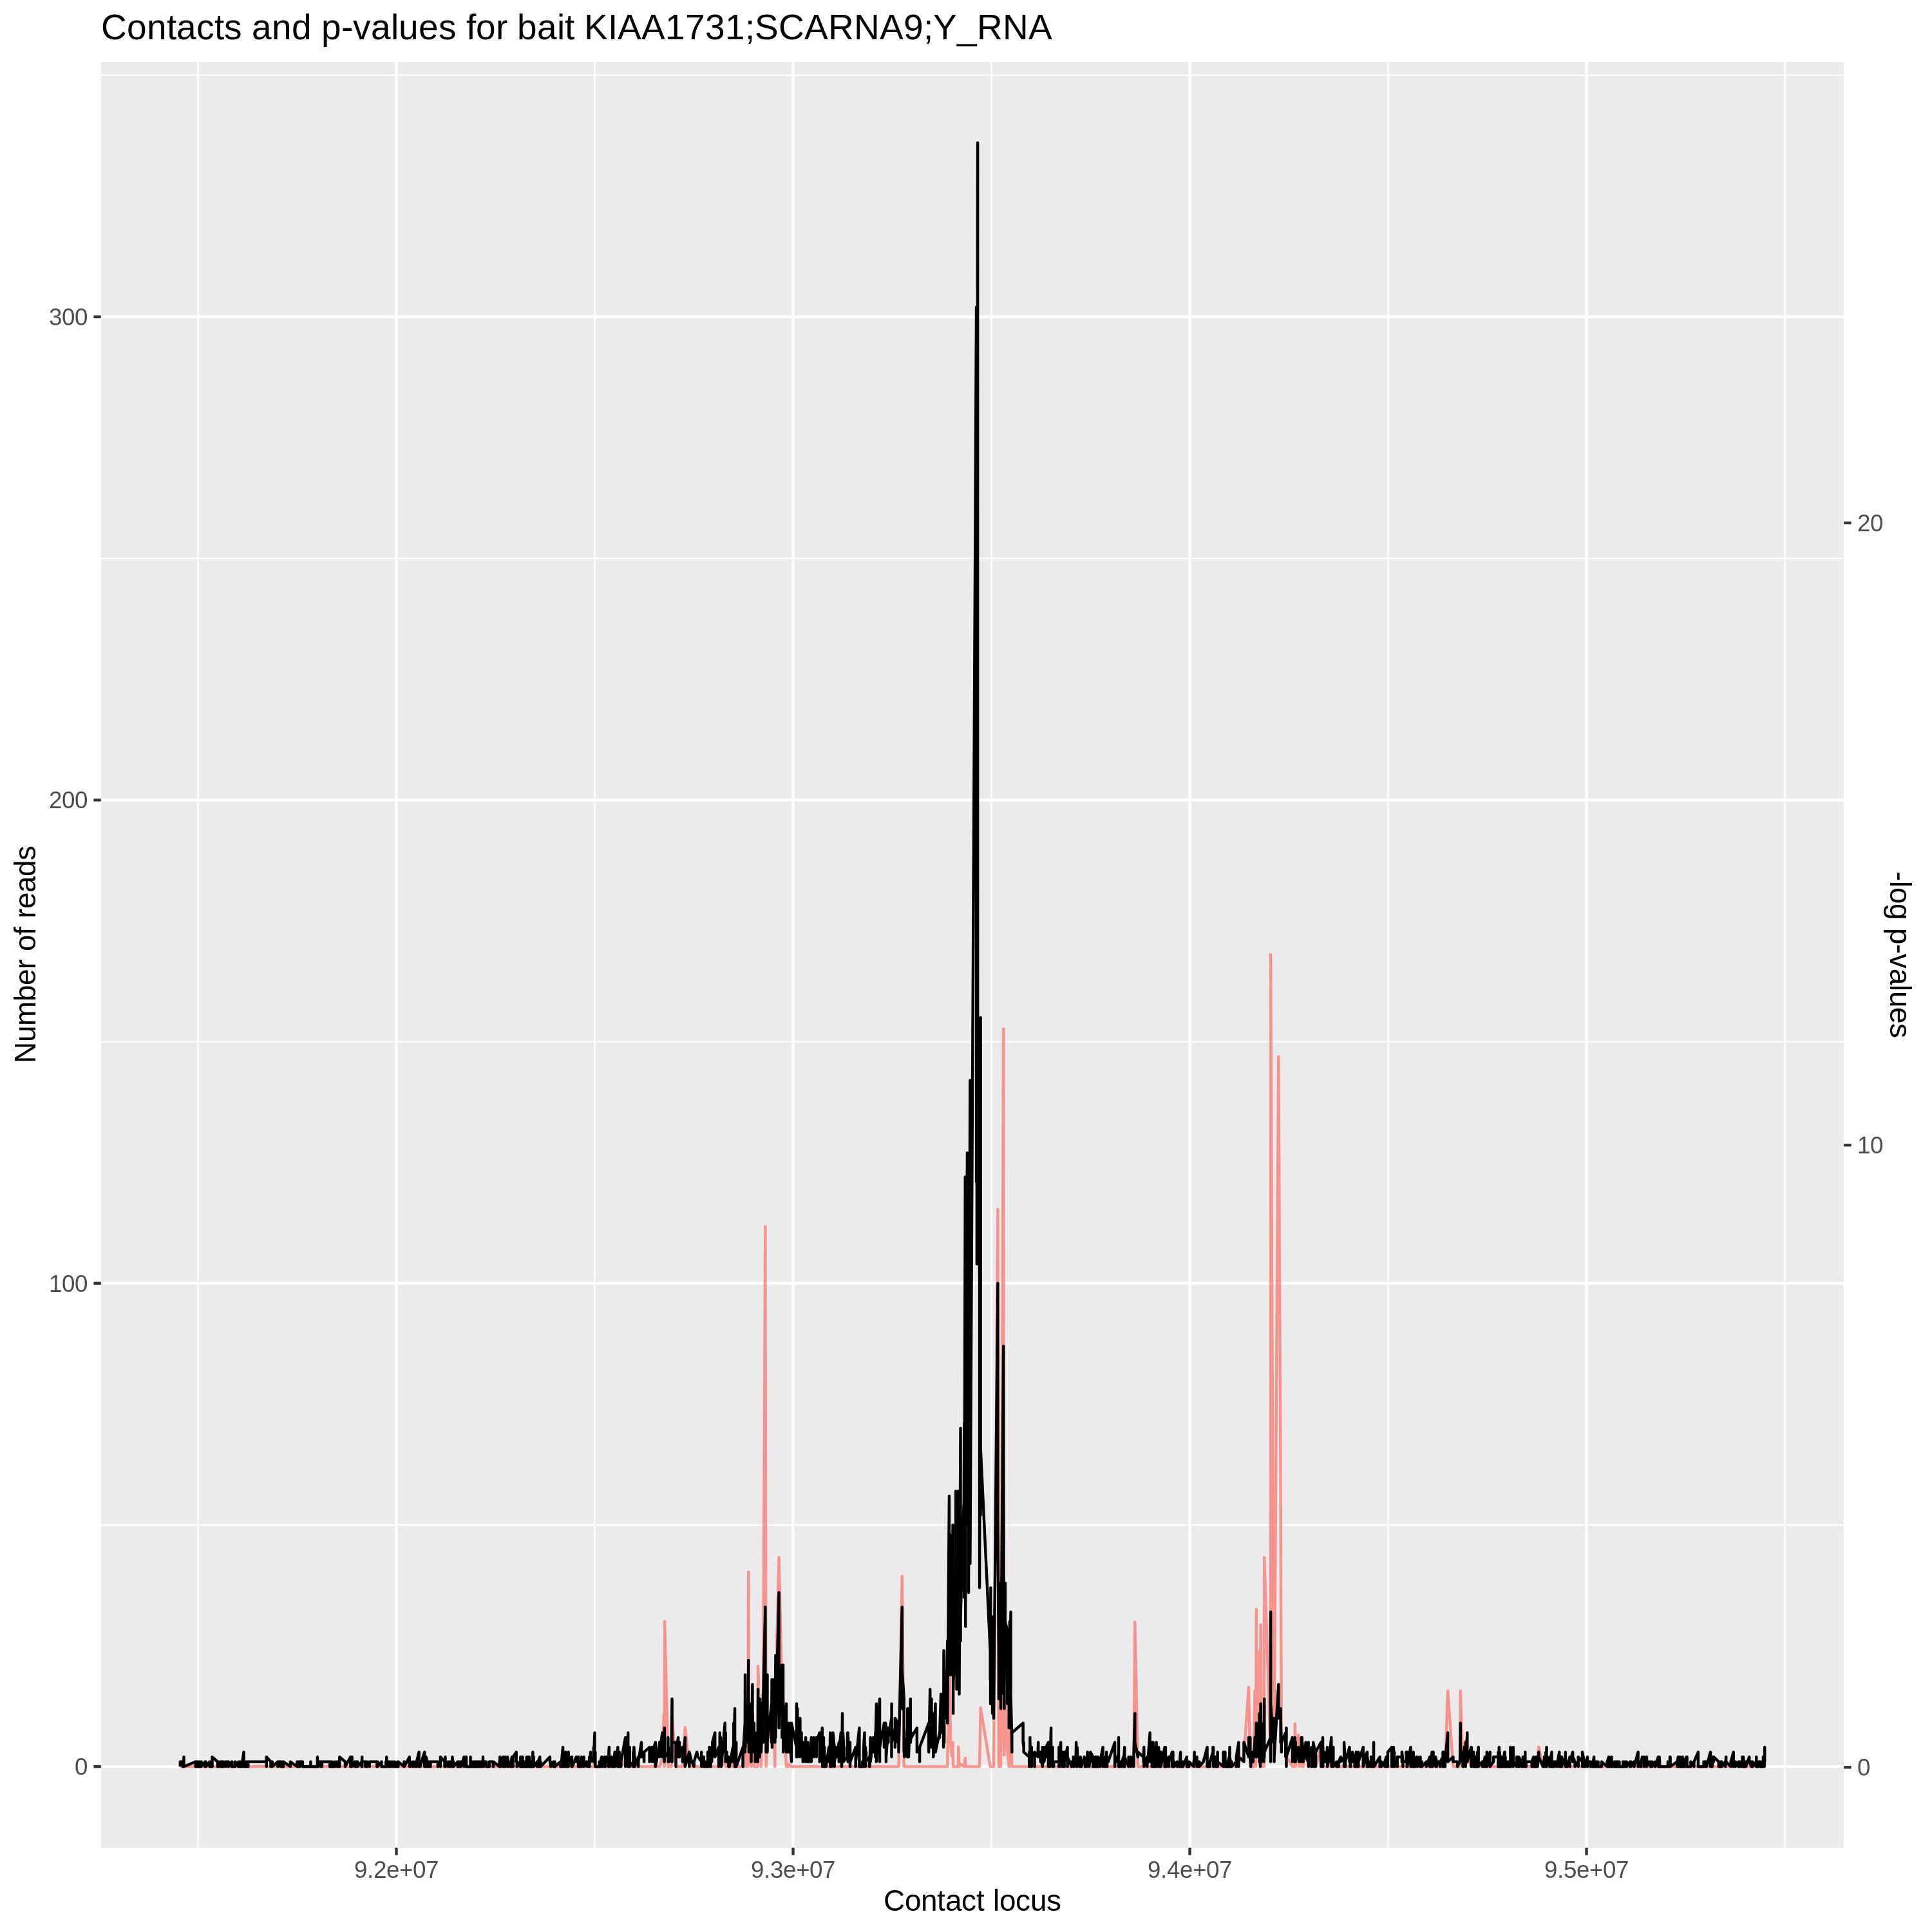 Contacts and p-values for bait KIAA1731;SCARNA9;Y_RNA
300
200
100
0
Number of reads
20
10
0
-log p-values
9.2e+07
9.3e+07
9.4e+07
9.5e+07
Contact locus